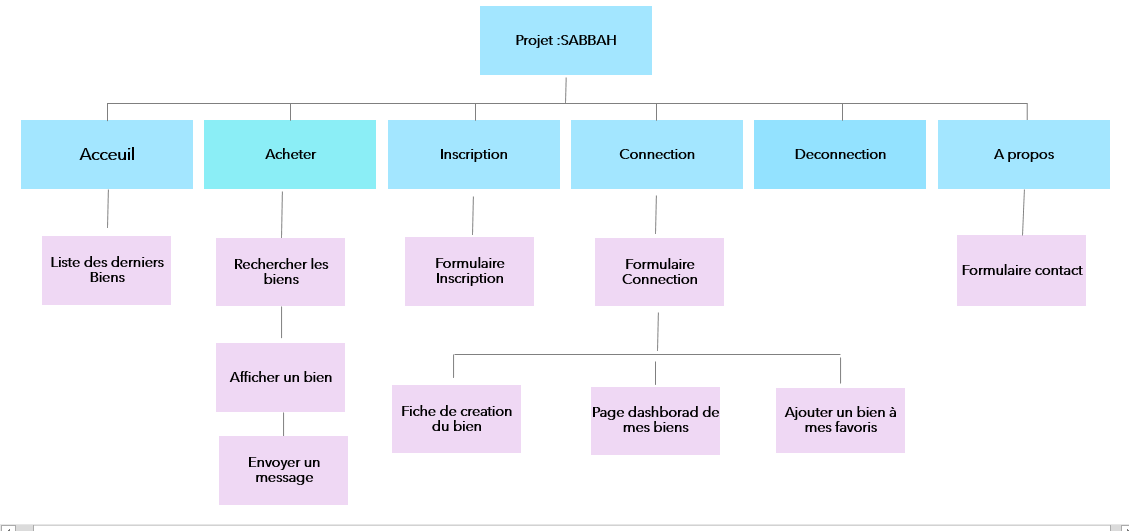 Projet :SABBAH
Acceuil
Acheter
Inscription
Connection
Deconnection
A propos
Liste des derniers
Biens
Rechercher les
biens
Formulaire
Inscription
Formulaire
Connection
Formulaire contact
Afficher un bien
Fiche de creation
du bien
Page dashborad de
mes biens
Ajouter un bien à
mes favoris
Envoyer un
message